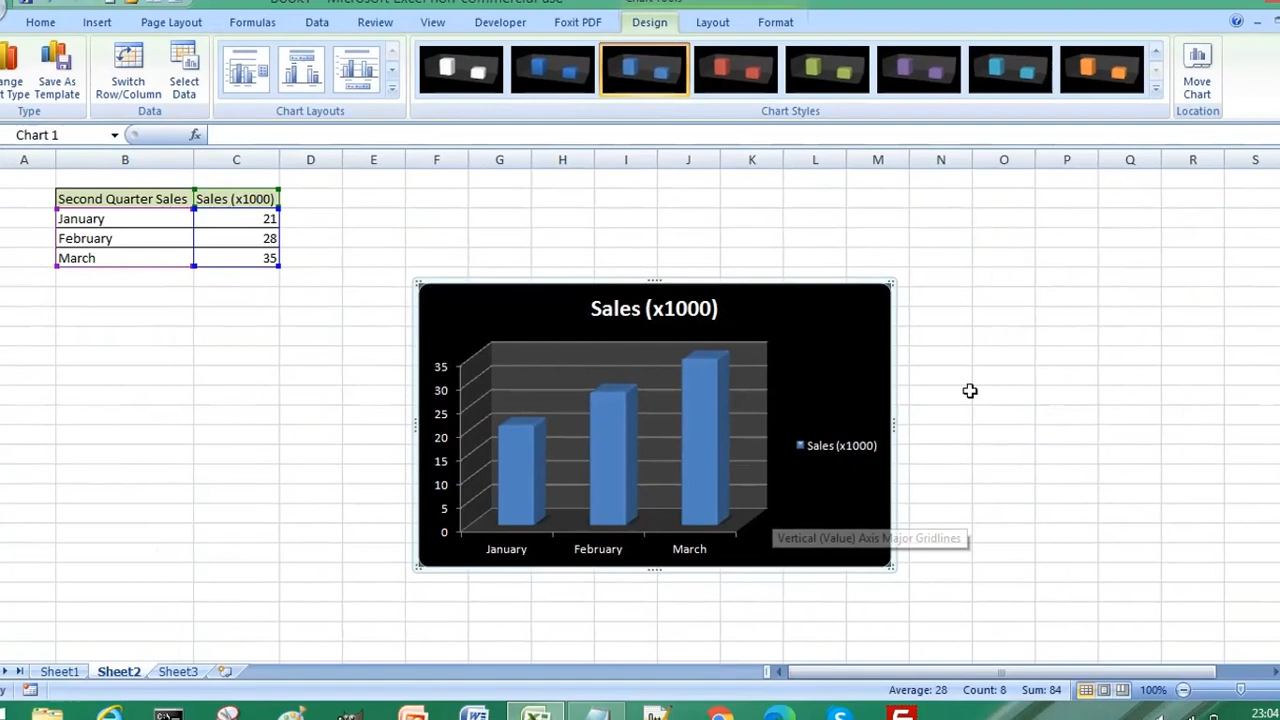 Home Insert Page Layout Formulas Data Review View Developer Foxit PDF Design Layout Format
Type Save As Template
Type
Switch Row/Column
Select Data
Data
Chart Layouts
Chart Styles
Move Chart
Location
Chart 1 fx
A B C D E F G H I J K L M N O P Q R S
Second Quarter Sales Sales (x1000)
January 21
February 28
March 35
Sales (x1000)
35
30
25
20
15
10
5
0
January February March
Sales (x1000)
Vertical (Value) Axis Major Gridlines
Sheet1 Sheet2 Sheet3
Average: 28 Count: 8 Sum: 84 100%
23:04